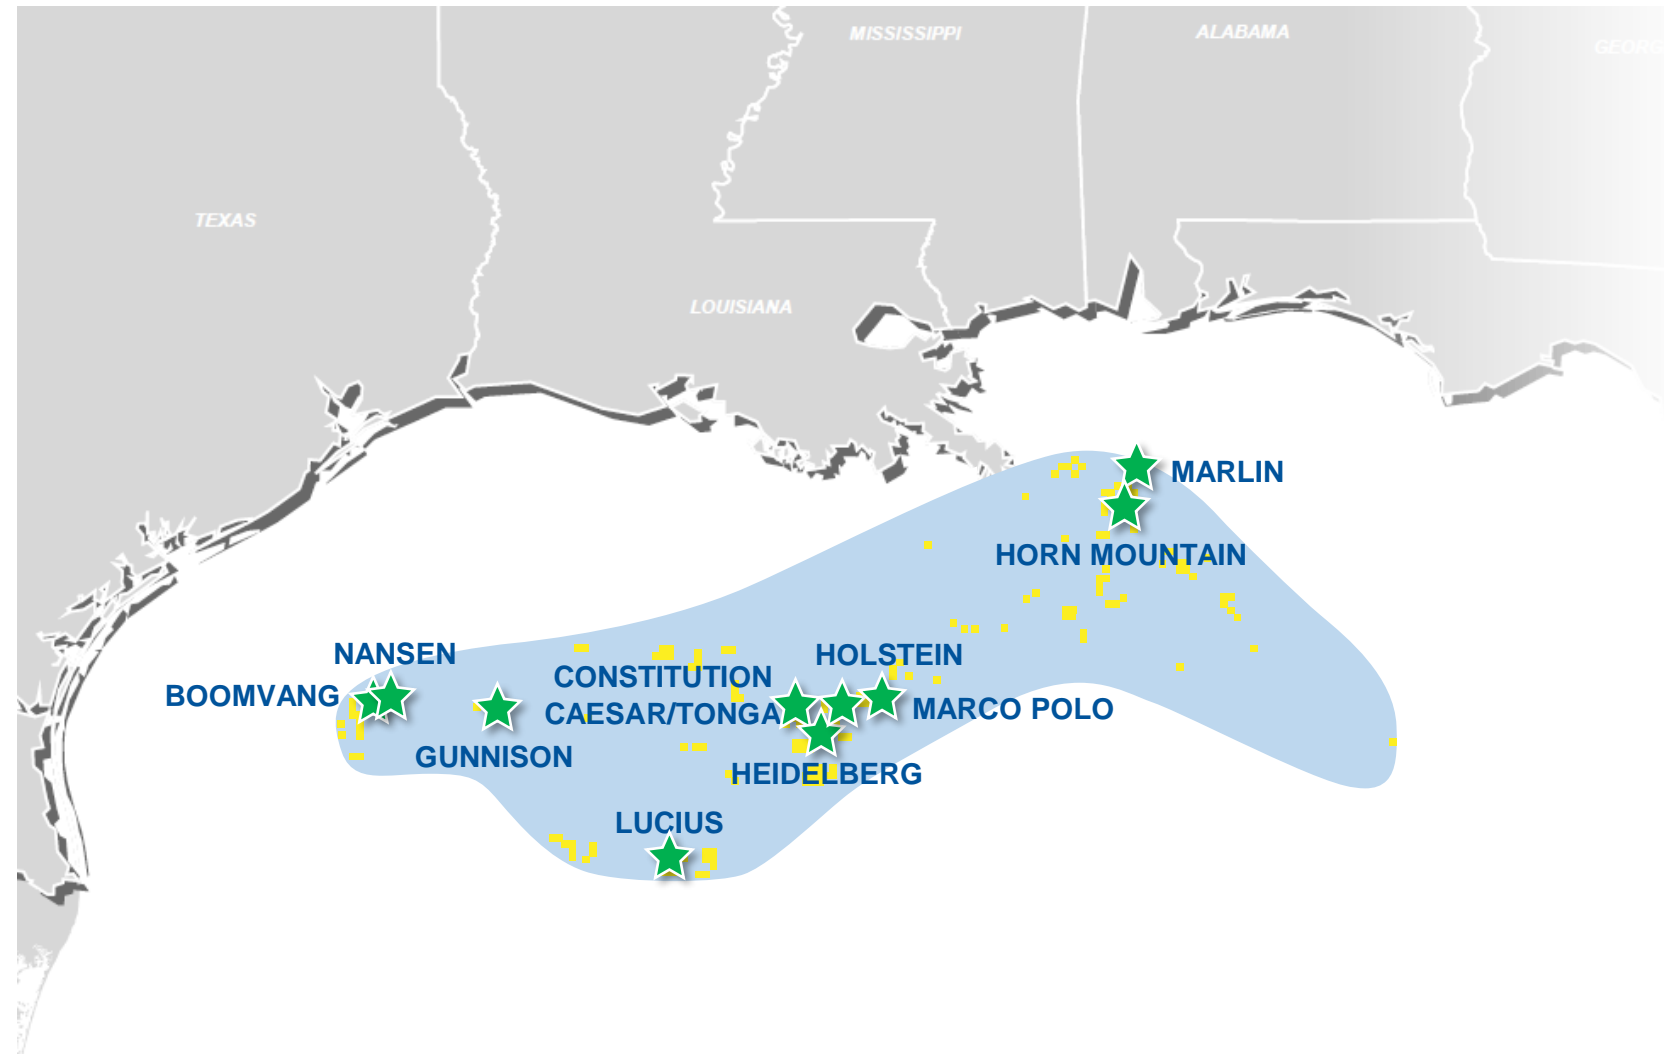 MISSISSIPPI
ALABAMA
TEXAS
LOUISIANA
MARLIN
HORN MOUNTAIN
NANSEN
BOOMVANG
GUNNISON
CONSTITUTION
CAESAR/TONGA
HOLSTEIN
MARCO POLO
HEIDELBERG
LUCIUS